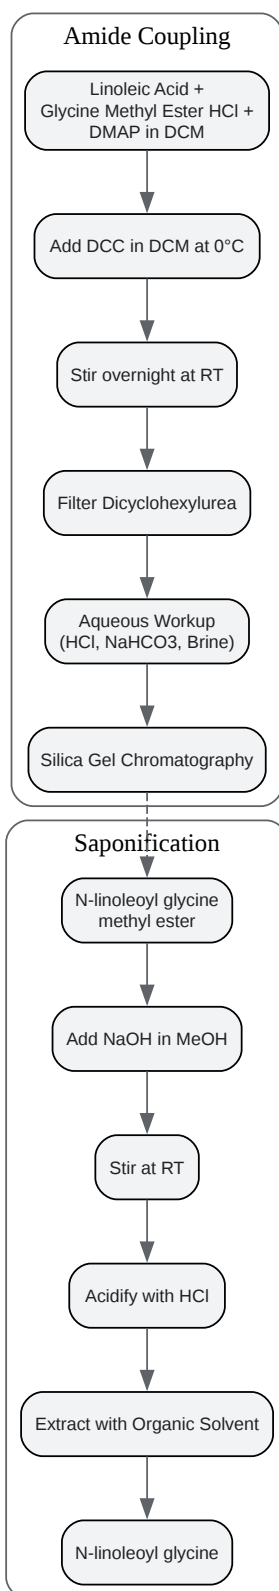 Amide Coupling
Linoleic Acid +
Glycine Methyl Ester HCl +
DMAP in DCM
Add DCC in DCM at 0°C
Stir overnight at RT
Filter Dicyclohexylurea
Aqueous Workup
(HCl, NaHCO3, Brine)
Silica Gel Chromatography
Saponification
N-linoleoyl glycine
methyl ester
Add NaOH in MeOH
Stir at RT
Acidify with HCl
Extract with Organic Solvent
N-linoleoyl glycine